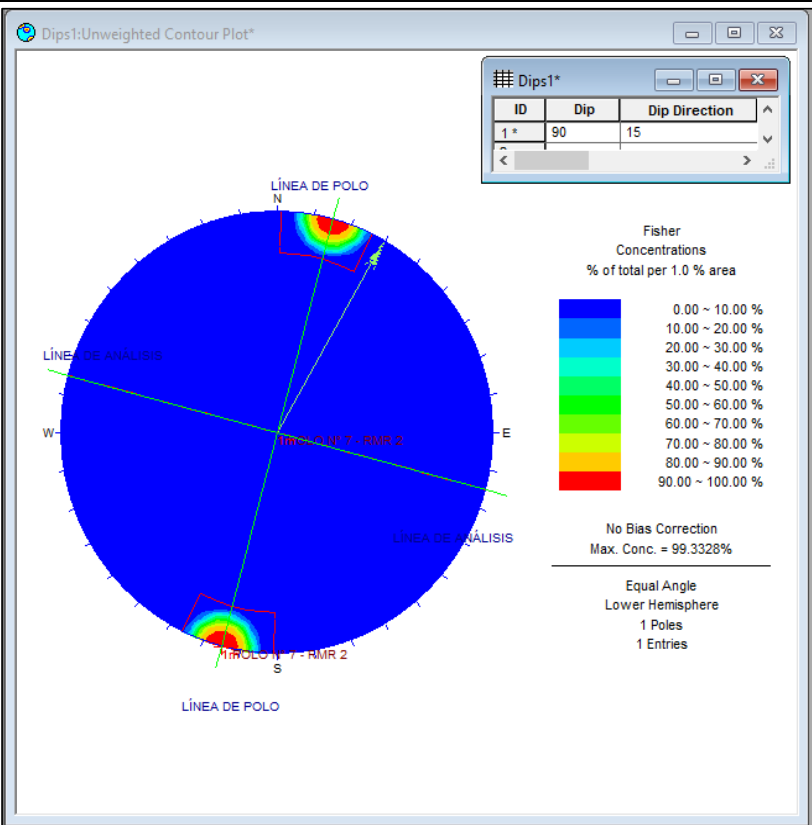 Dips1:Unweighted Contour Plot*
Dips1*
ID Dip Dip Direction
1 * 90 15
LÍNEA DE POLO
N
Fisher
Concentrations
% of total per 1.0 % area
0.00 ~ 10.00 %
10.00 ~ 20.00 %
20.00 ~ 30.00 %
30.00 ~ 40.00 %
40.00 ~ 50.00 %
50.00 ~ 60.00 %
60.00 ~ 70.00 %
70.00 ~ 80.00 %
80.00 ~ 90.00 %
90.00 ~ 100.00 %
LÍNEA DE ANÁLISIS
W
E
N° 7 - RMR 2
LÍNEA DE ANÁLISIS
No Bias Correction
Max. Conc. = 99.3328%
Equal Angle
Lower Hemisphere
1 Poles
1 Entries
N° 7 - RMR 2
S
LÍNEA DE POLO